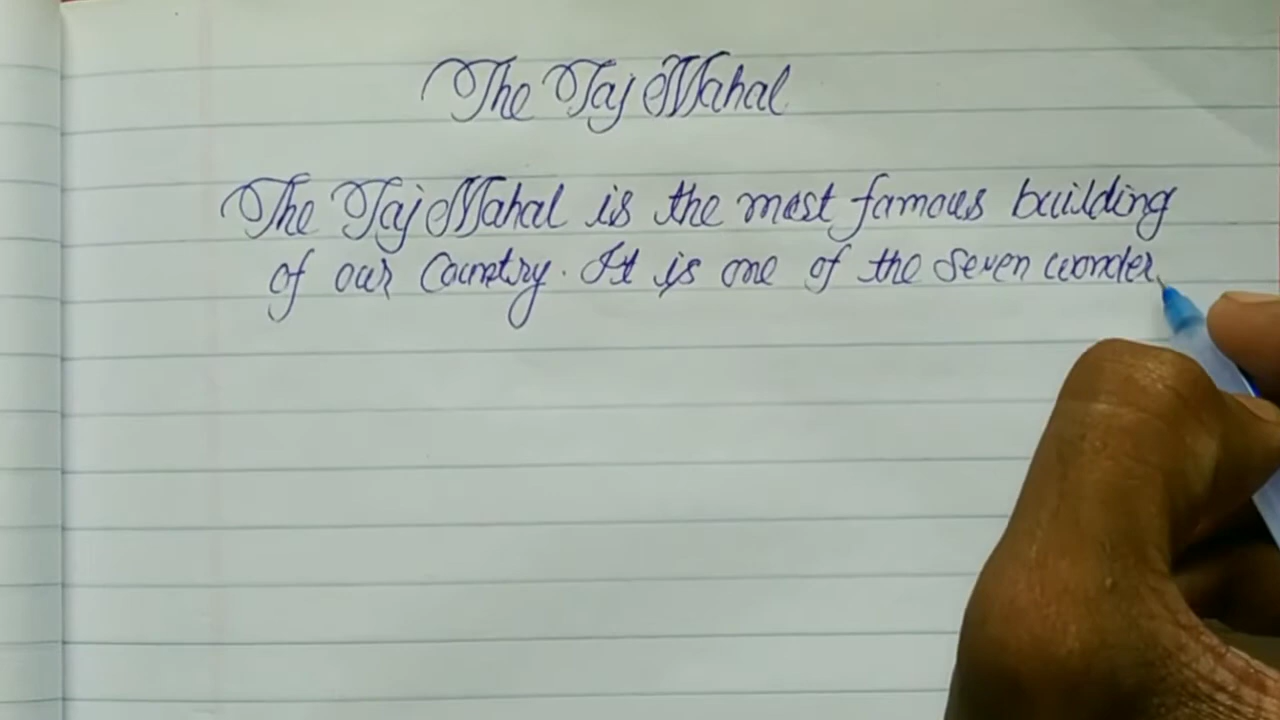 The Taj Mahal
The Taj Mahal is the most famous building
of our Country. It is one of the Seven wonder